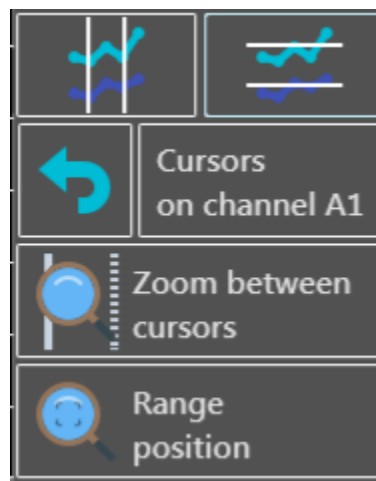 Cursors
on channel A1
Zoom between
cursors
Range
position